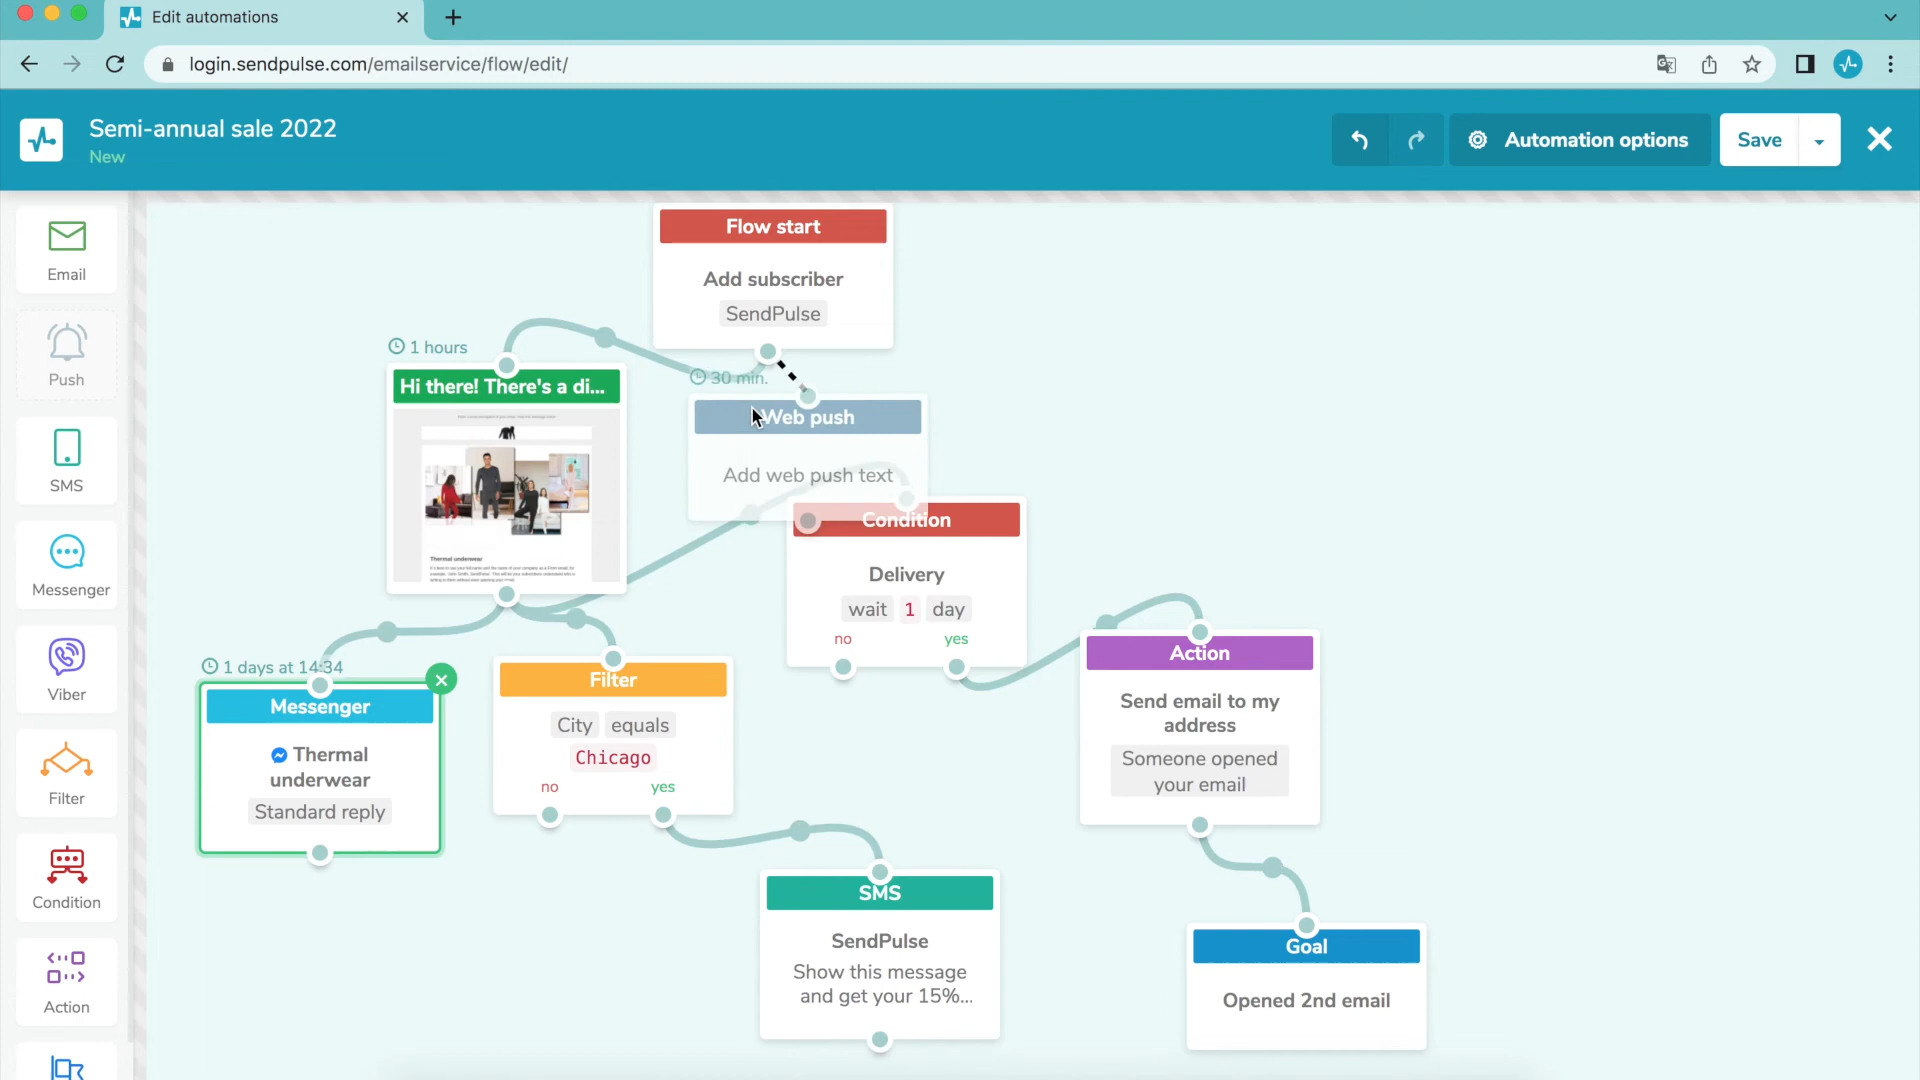 Edit automations
login.sendpulse.com/emailservice/flow/edit/
Semi-annual sale 2022
New
Automation options
Save
Email
Push
SMS
Messenger
Viber
Filter
Condition
Action
Flow start
Add subscriber
SendPulse
1 hours
Hi there! There's a di...
Thermal underwear
30 min.
Web push
Add web push text
Condition
Delivery
wait 1 day
no yes
1 days at 14:34
Messenger
Thermal
underwear
Standard reply
Filter
City equals
Chicago
no yes
Action
Send email to my
address
Someone opened
your email
SMS
SendPulse
Show this message
and get your 15%...
Goal
Opened 2nd email